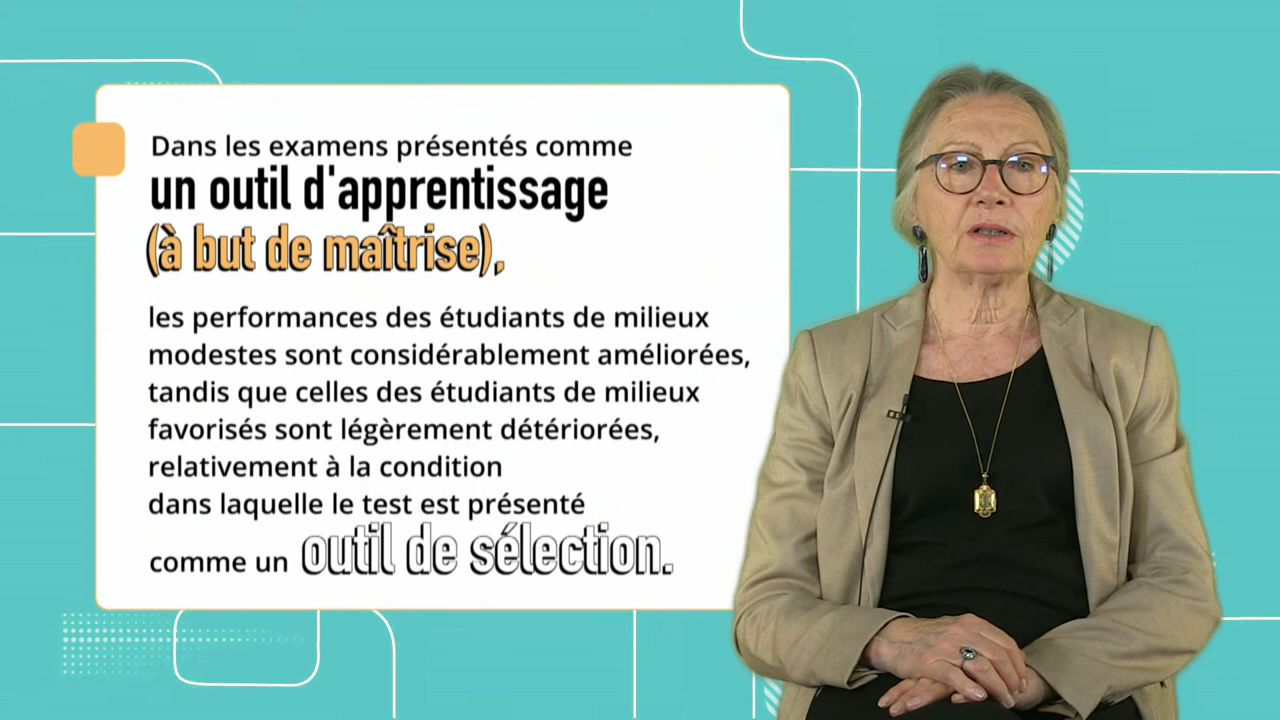 Dans les examens présentés comme
un outil d'apprentissage
(à but de maîtrise),
les performances des étudiants de milieux
modestes sont considérablement améliorées,
tandis que celles des étudiants de milieux
favorisés sont légèrement détériorées,
relativement à la condition
dans laquelle le test est présenté
comme un outil de sélection.